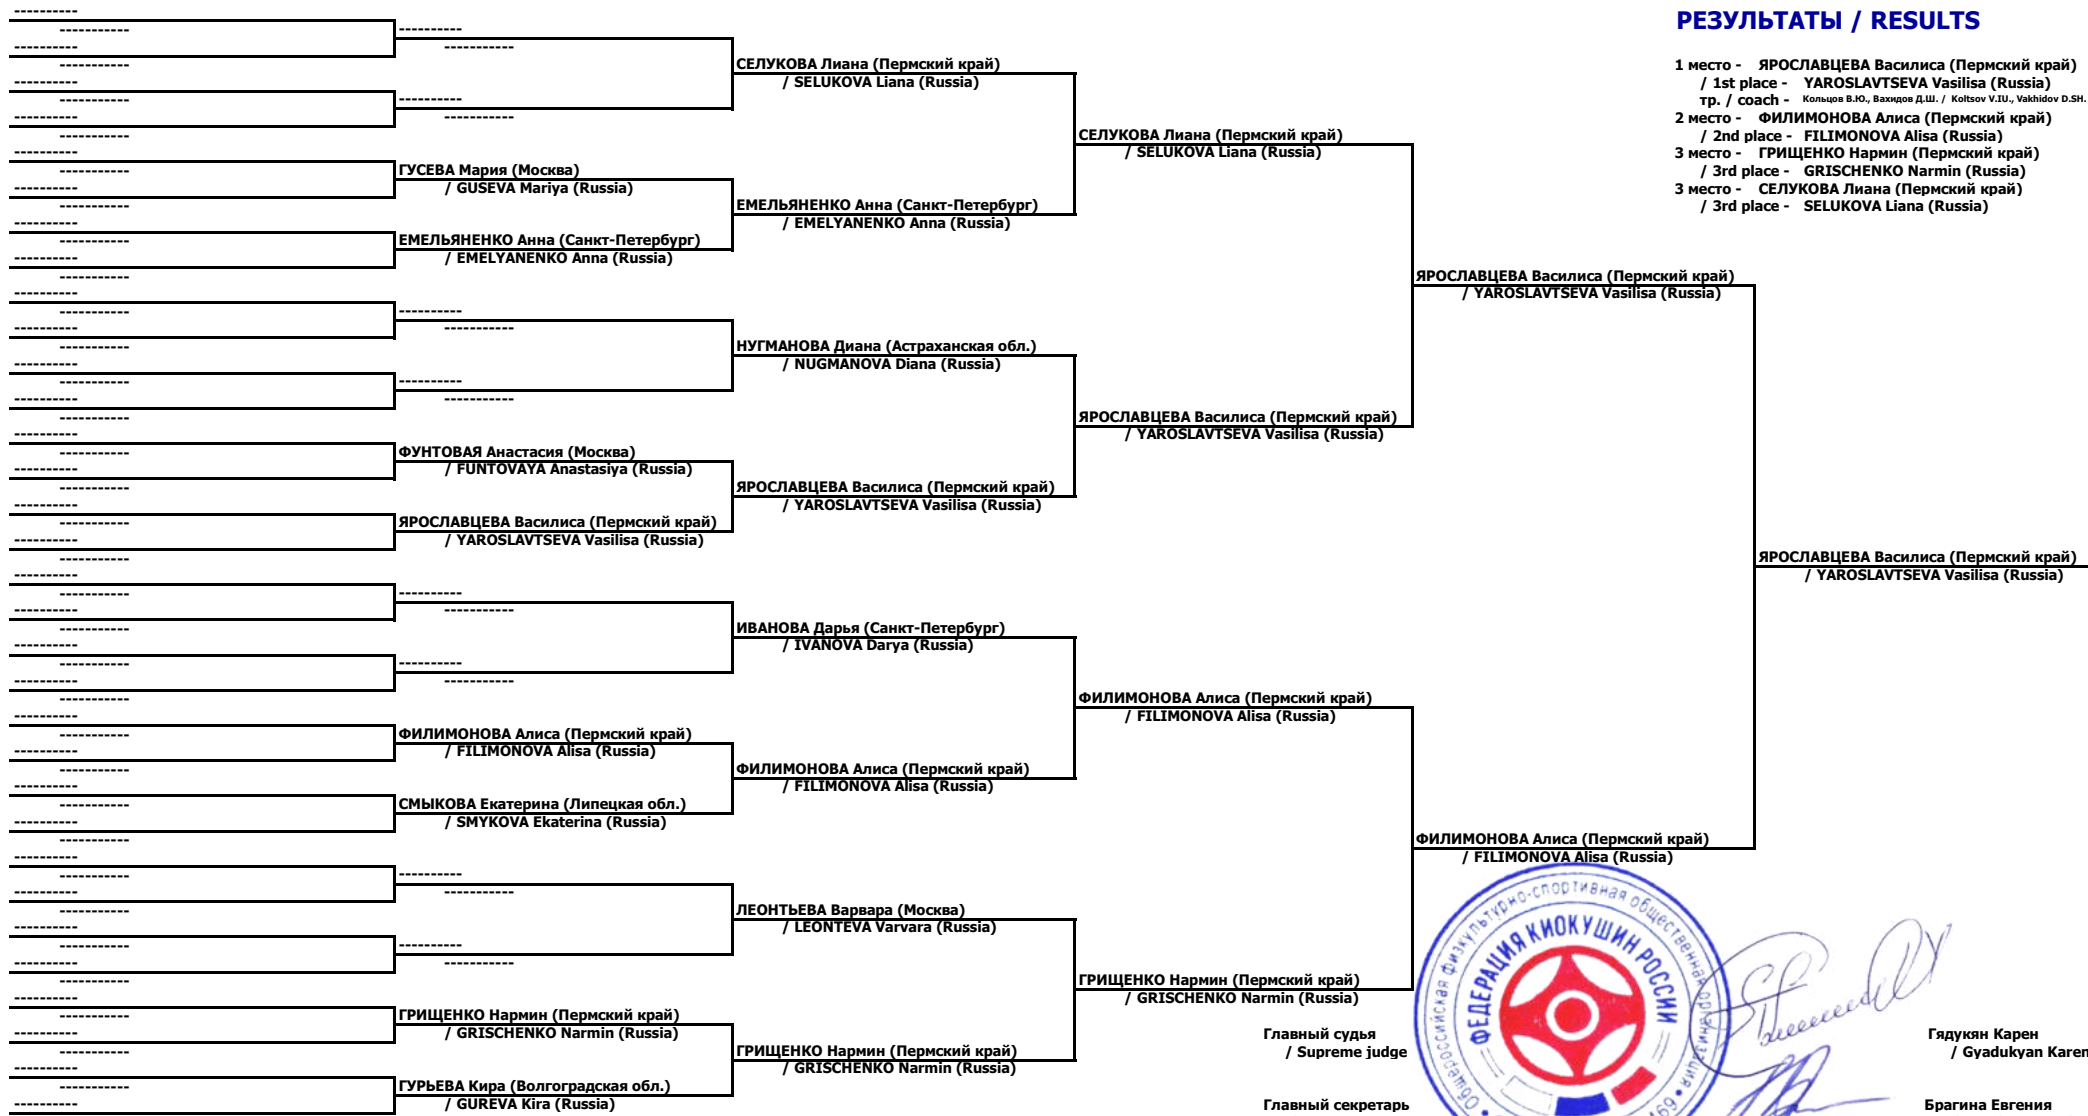 РЕЗУЛЬТАТЫ / RESULTS
1 место - ЯРОСЛАВЦЕВА Василиса (Пермский край)
/ 1st place - YAROSLAVTSEVA Vasilisa (Russia)
тр. / coach - Кольцов В.Ю., Вахидов Д.Ш. / Koltsov V.IU., Vakhidov D.SH.
2 место - ФИЛИМОНОВА Алиса (Пермский край)
/ 2nd place - FILIMONOVA Alisa (Russia)
3 место - ГРИЩЕНКО Нармин (Пермский край)
/ 3rd place - GRISCHENKO Narmin (Russia)
3 место - СЕЛУКОВА Лиана (Пермский край)
/ 3rd place - SELUKOVA Liana (Russia)
ГУСЕВА Мария (Москва)
/ GUSEVA Mariya (Russia)
ЕМЕЛЬЯНЕНКО Анна (Санкт-Петербург)
/ EMELYANENKO Anna (Russia)
ФУНТОВАЯ Анастасия (Москва)
/ FUNTOVAYA Anastasiya (Russia)
ЯРОСЛАВЦЕВА Василиса (Пермский край)
/ YAROSLAVTSEVA Vasilisa (Russia)
ФИЛИМОНОВА Алиса (Пермский край)
/ FILIMONOVA Alisa (Russia)
СМЫКОВА Екатерина (Липецкая обл.)
/ SMYKOVA Ekaterina (Russia)
ГРИЩЕНКО Нармин (Пермский край)
/ GRISCHENKO Narmin (Russia)
ГУРЬЕВА Кира (Волгоградская обл.)
/ GUREVA Kira (Russia)
СЕЛУКОВА Лиана (Пермский край)
/ SELUKOVA Liana (Russia)
ЕМЕЛЬЯНЕНКО Анна (Санкт-Петербург)
/ EMELYANENKO Anna (Russia)
НУГМАНОВА Диана (Астраханская обл.)
/ NUGMANOVA Diana (Russia)
ЯРОСЛАВЦЕВА Василиса (Пермский край)
/ YAROSLAVTSEVA Vasilisa (Russia)
ИВАНОВА Дарья (Санкт-Петербург)
/ IVANOVA Darya (Russia)
ФИЛИМОНОВА Алиса (Пермский край)
/ FILIMONOVA Alisa (Russia)
ЛЕОНТЬЕВА Варвара (Москва)
/ LEONTEVA Varvara (Russia)
ГРИЩЕНКО Нармин (Пермский край)
/ GRISCHENKO Narmin (Russia)
СЕЛУКОВА Лиана (Пермский край)
/ SELUKOVA Liana (Russia)
ЯРОСЛАВЦЕВА Василиса (Пермский край)
/ YAROSLAVTSEVA Vasilisa (Russia)
ФИЛИМОНОВА Алиса (Пермский край)
/ FILIMONOVA Alisa (Russia)
ГРИЩЕНКО Нармин (Пермский край)
/ GRISCHENKO Narmin (Russia)
ЯРОСЛАВЦЕВА Василиса (Пермский край)
/ YAROSLAVTSEVA Vasilisa (Russia)
ФИЛИМОНОВА Алиса (Пермский край)
/ FILIMONOVA Alisa (Russia)
ЯРОСЛАВЦЕВА Василиса (Пермский край)
/ YAROSLAVTSEVA Vasilisa (Russia)
Общероссийская физкультурно-спортивная общественная организация
ФЕДЕРАЦИЯ КИОКУШИН РОССИИ
Главный судья
/ Supreme judge
Гядукян Карен
/ Gyadukyan Karen
Главный секретарь
Брагина Евгения